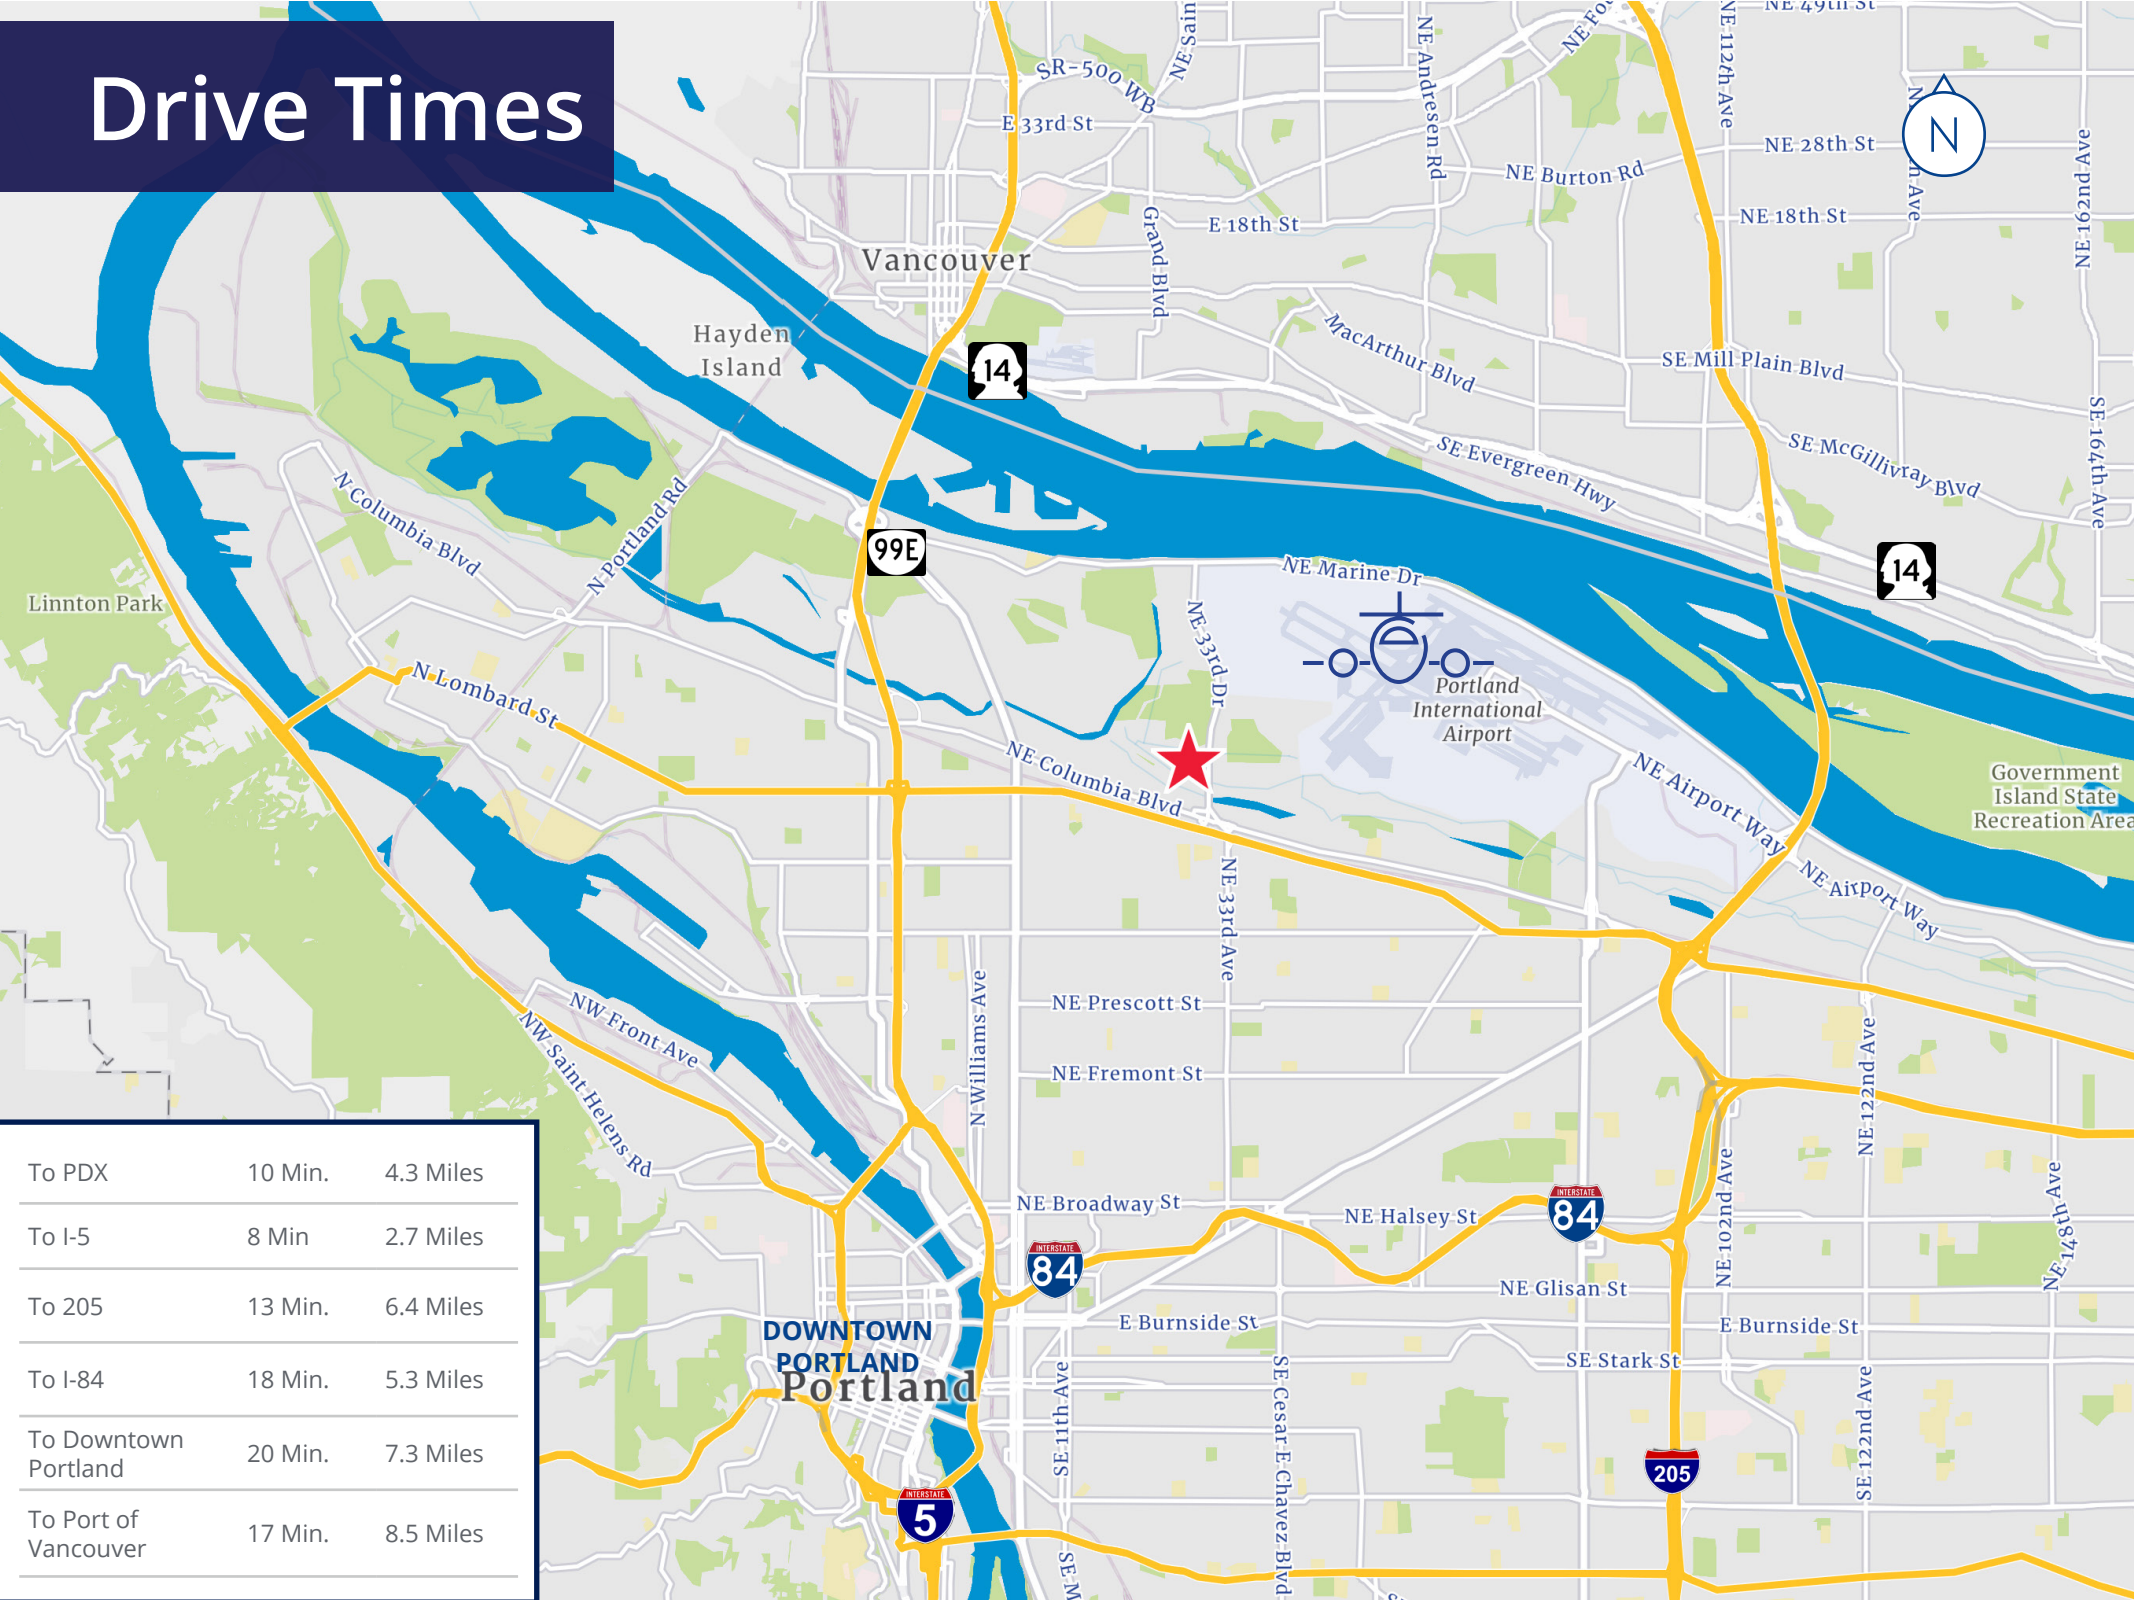 Drive Times
NE 49th St
SR-500 WB
NE Andresen Rd
NE 112th Ave
E 33rd St
NE 28th St
N
NE Burton Rd
NE 162nd Ave
NE 18th St
E 18th St
Grand Blvd
Vancouver
Hayden
Island
14
MacArthur Blvd
SE Mill Plain Blvd
SE McGillivray Blvd
SE 164th Ave
SE Evergreen Hwy
N Columbia Blvd
N Portland Rd
99E
NE Marine Dr
14
Linnton Park
NE 33rd Dr
Portland
International
Airport
N Lombard St
NE Columbia Blvd
NE Airport Way
Government
Island State
Recreation Area
NE Airport Way
NE 33rd Ave
NW Front Ave
N Williams Ave
NE Prescott St
NW Saint Helens Rd
NE Fremont St
NE 122nd Ave
NE 102nd Ave
NE 148th Ave
NE Broadway St
NE Halsey St
INTERSTATE
84
INTERSTATE
84
NE Glisan St
E Burnside St
E Burnside St
DOWNTOWN
PORTLAND
Portland
SE Stark St
SE 11th Ave
SE Cesar E Chavez Blvd
SE 122nd Ave
205
INTERSTATE
5
To PDX 10 Min. 4.3 Miles
To I-5 8 Min 2.7 Miles
To 205 13 Min. 6.4 Miles
To I-84 18 Min. 5.3 Miles
To Downtown
Portland 20 Min. 7.3 Miles
To Port of
Vancouver 17 Min. 8.5 Miles